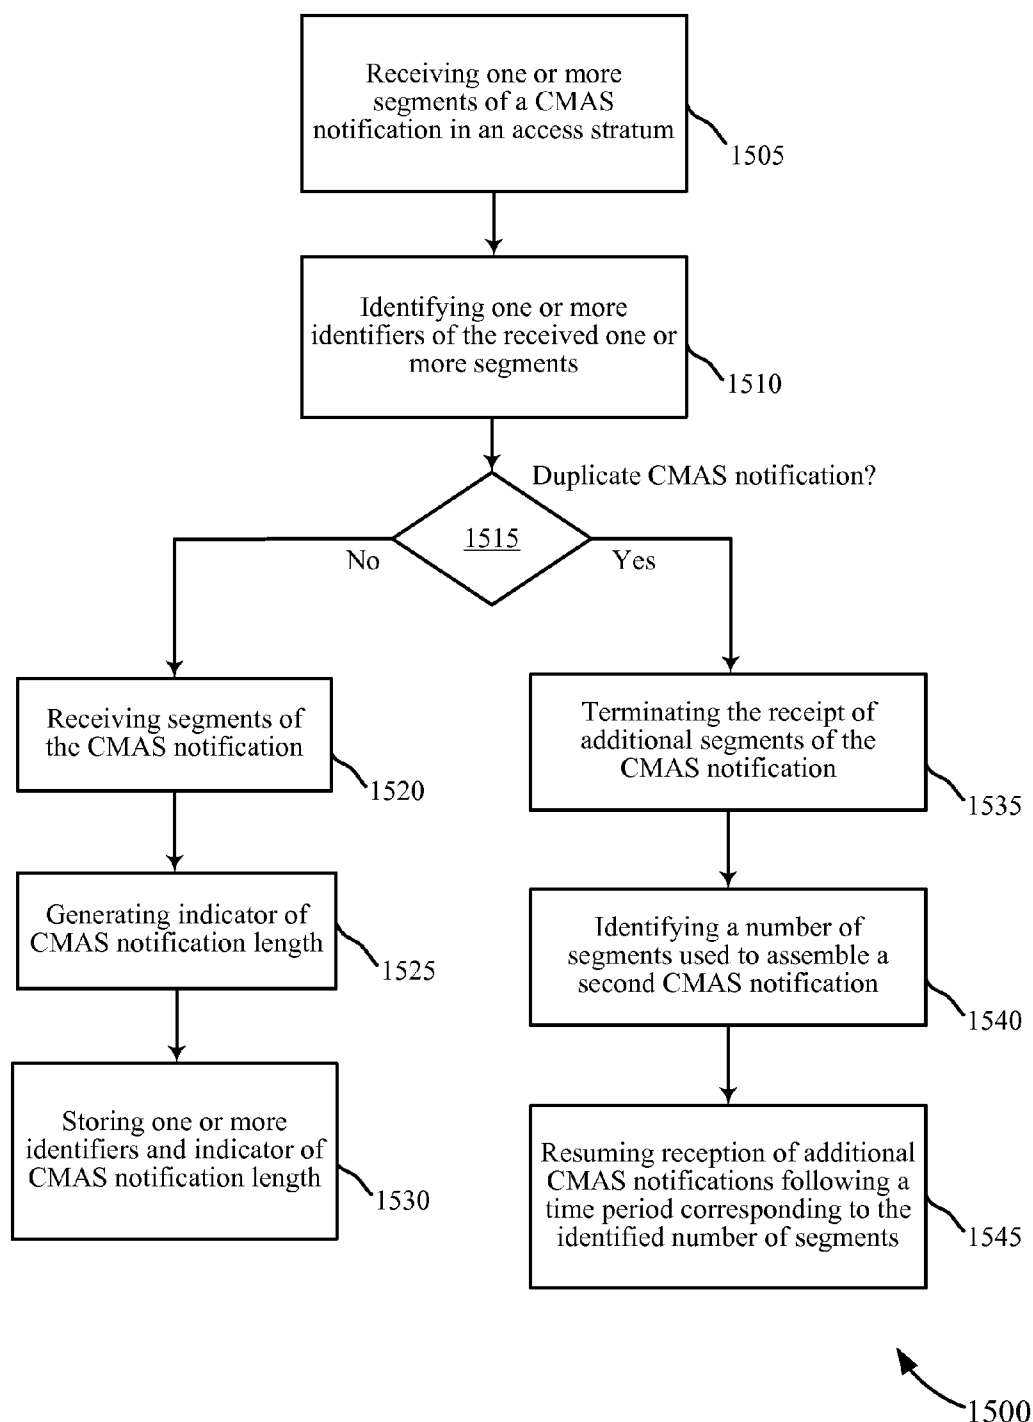 Receiving one or more
segments of a CMAS
notification in an access stratum
1505
Identifying one or more
identifiers of the received one or
more segments
1510
Duplicate CMAS notification?
1515
No
Yes
Receiving segments of
the CMAS notification
1520
Generating indicator of
CMAS notification length
1525
Storing one or more
identifiers and indicator of
CMAS notification length
1530
Terminating the receipt of
additional segments of the
CMAS notification
1535
Identifying a number of
segments used to assemble a
second CMAS notification
1540
Resuming reception of additional
CMAS notifications following a
time period corresponding to the
identified number of segments
1545
1500